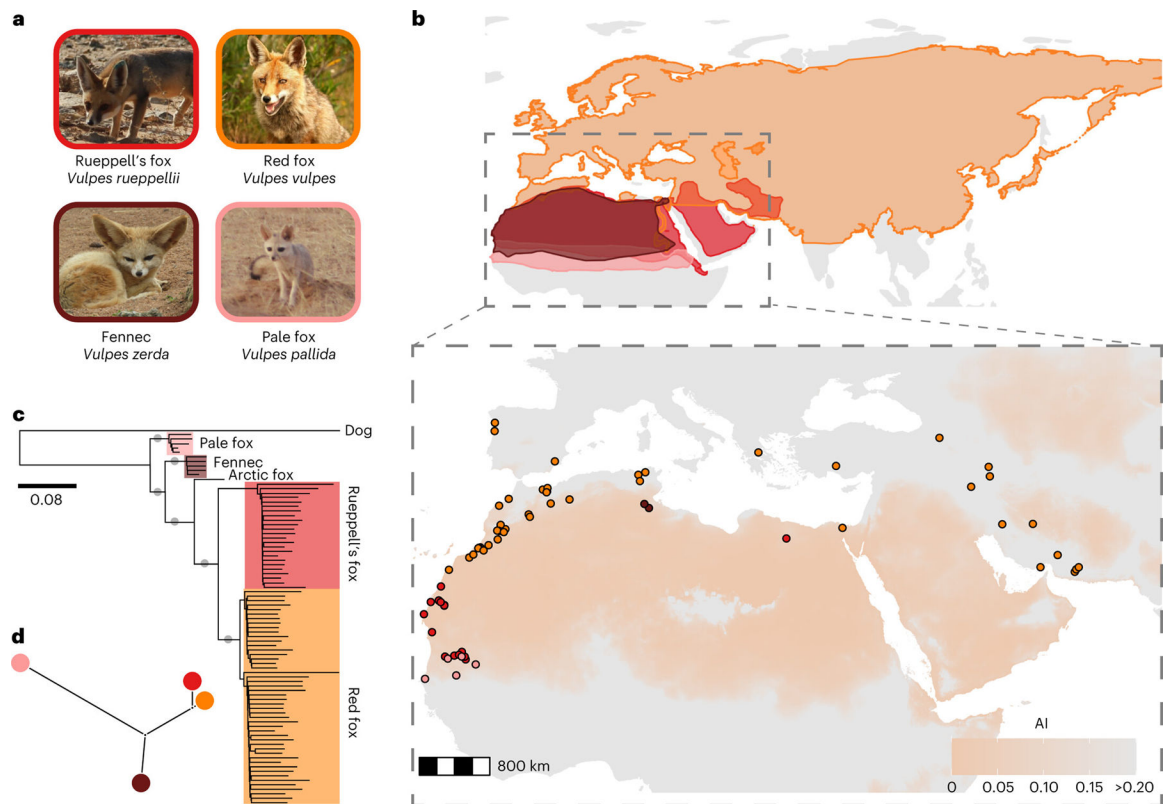 a
Rueppell's fox
Vulpes rueppellii
Red fox
Vulpes vulpes
Fennec
Vulpes zerda
Pale fox
Vulpes pallida
b
800 km
AI
0 0.05 0.10 0.15 >0.20
c
Dog
Pale fox
Fennec
Arctic fox
0.08
Rueppell's fox
Red fox
d